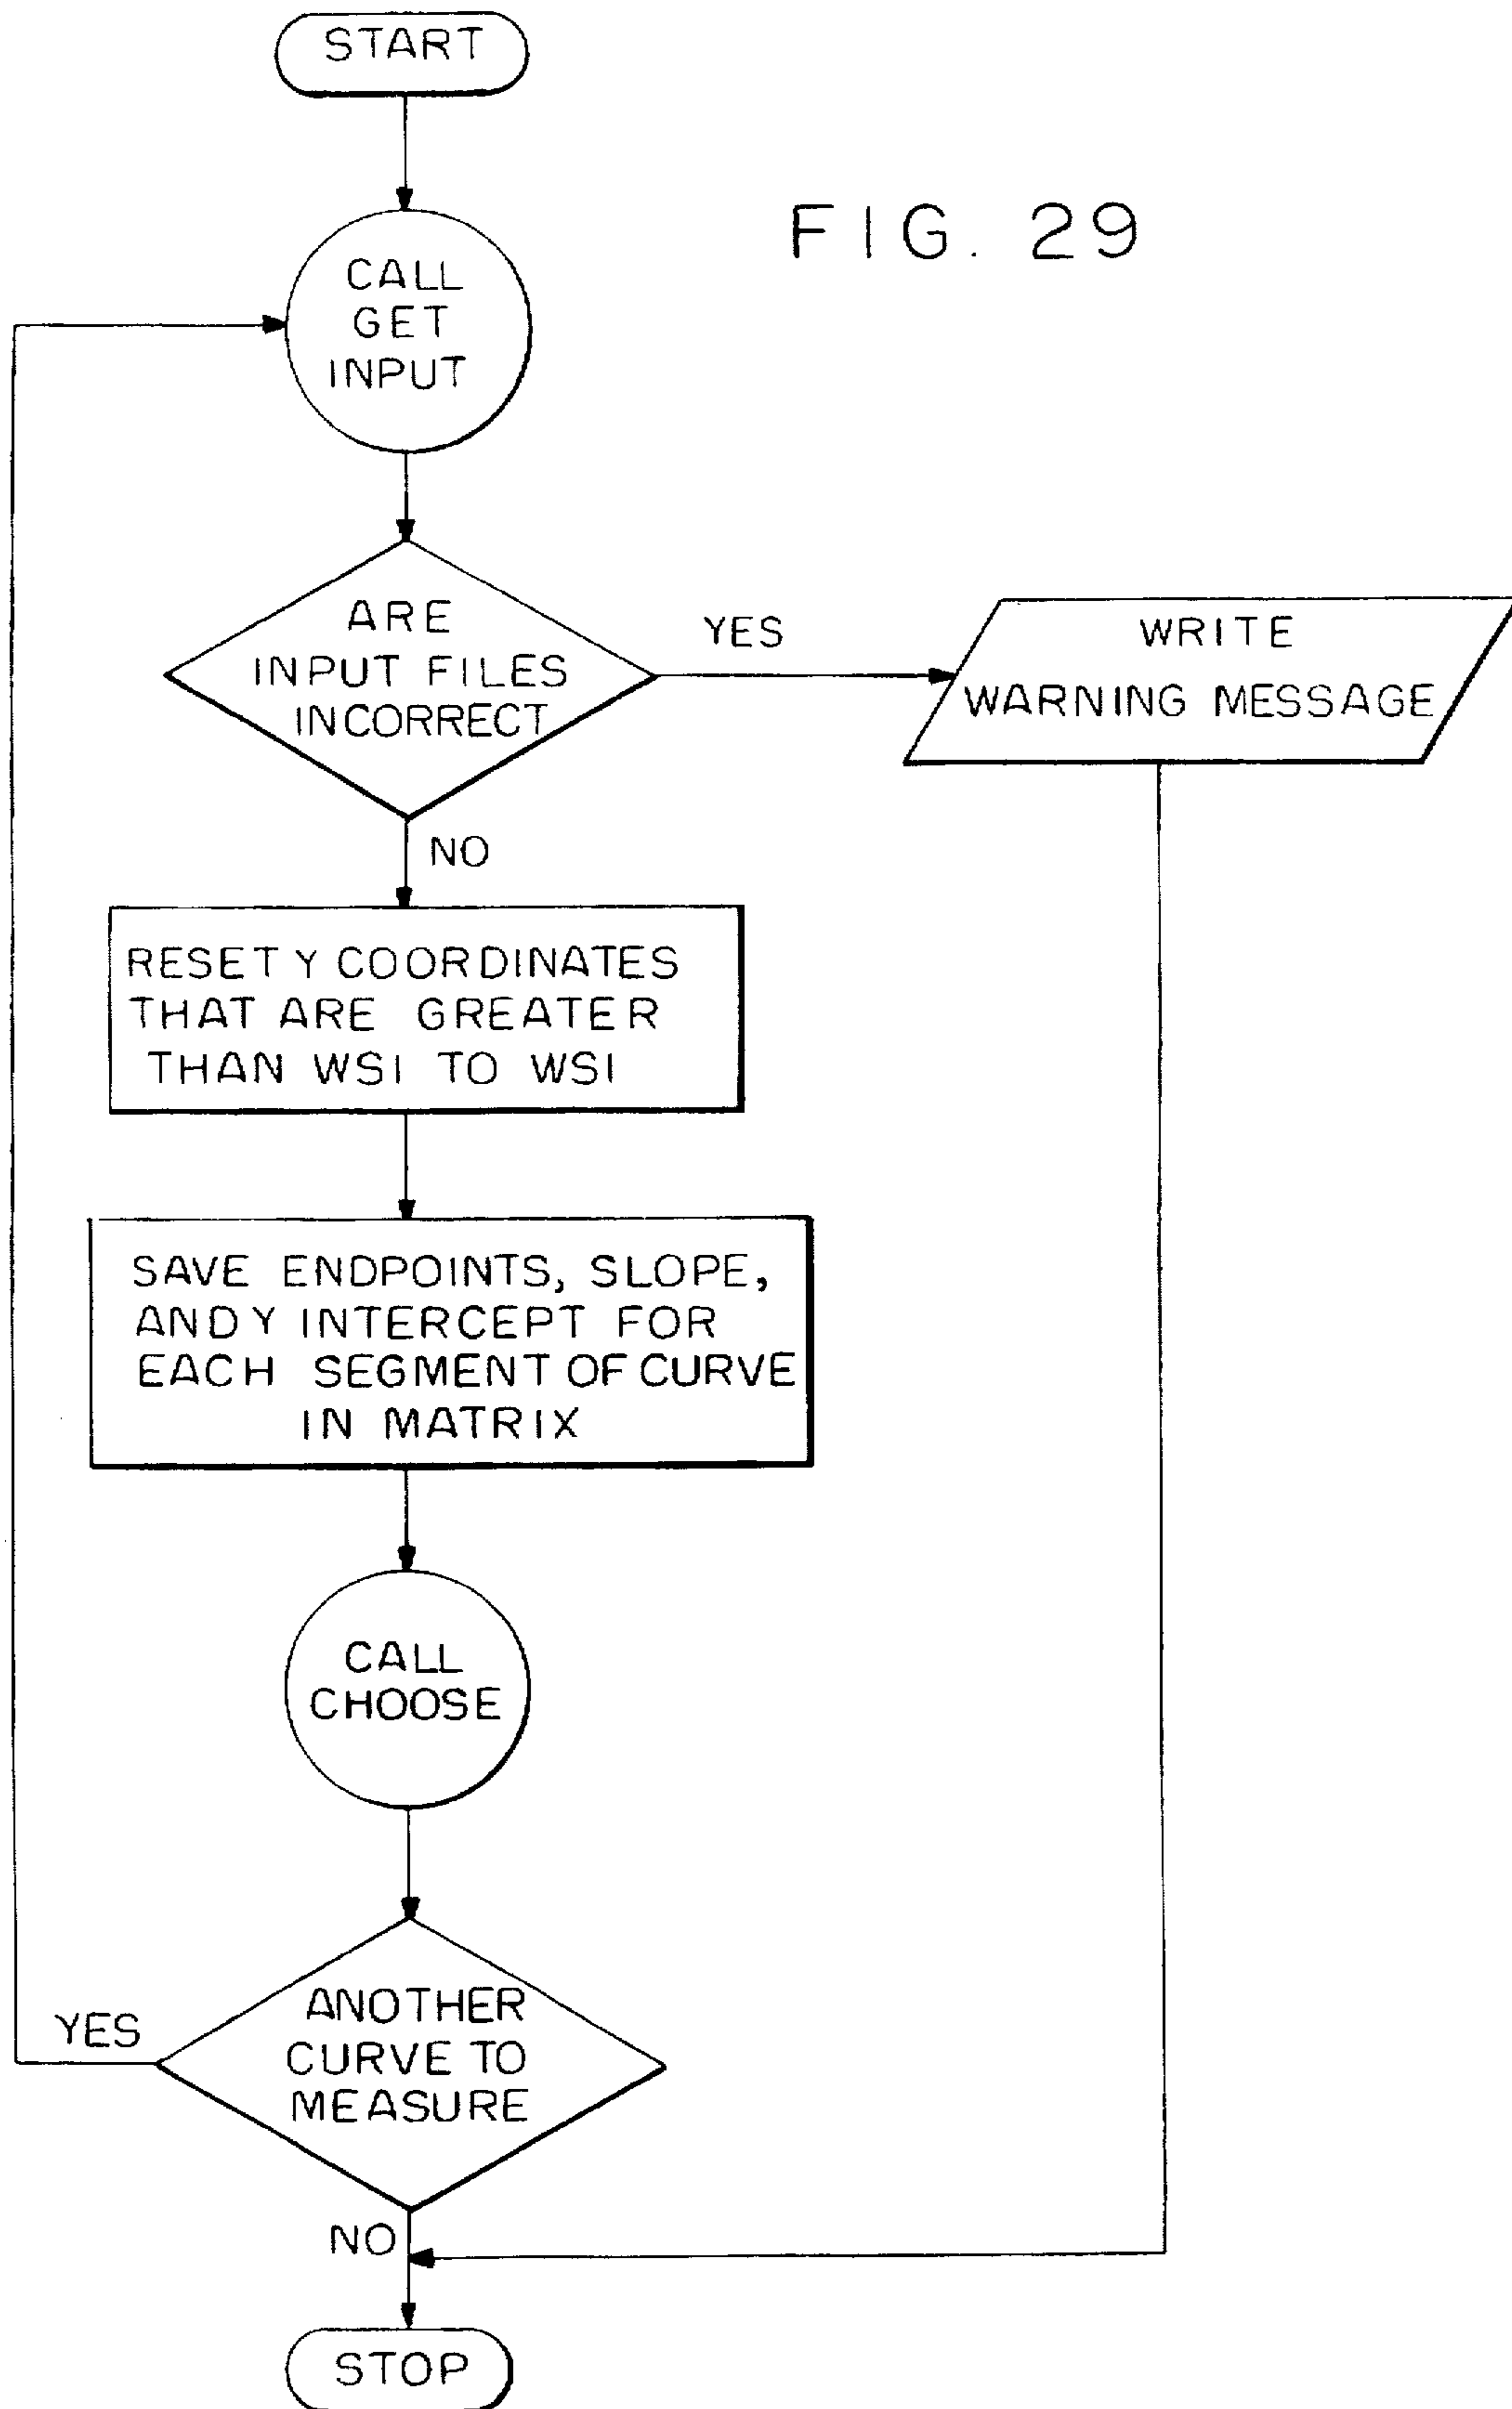 START
FIG. 29
CALL
GET
INPUT
ARE
INPUT FILES
INCORRECT
YES
WRITE
WARNING MESSAGE
NO
RESET Y COORDINATES
THAT ARE GREATER
THAN WSI TO WSI
SAVE ENDPOINTS, SLOPE,
AND Y INTERCEPT FOR
EACH SEGMENT OF CURVE
IN MATRIX
CALL
CHOOSE
ANOTHER
CURVE TO
MEASURE
YES
NO
STOP